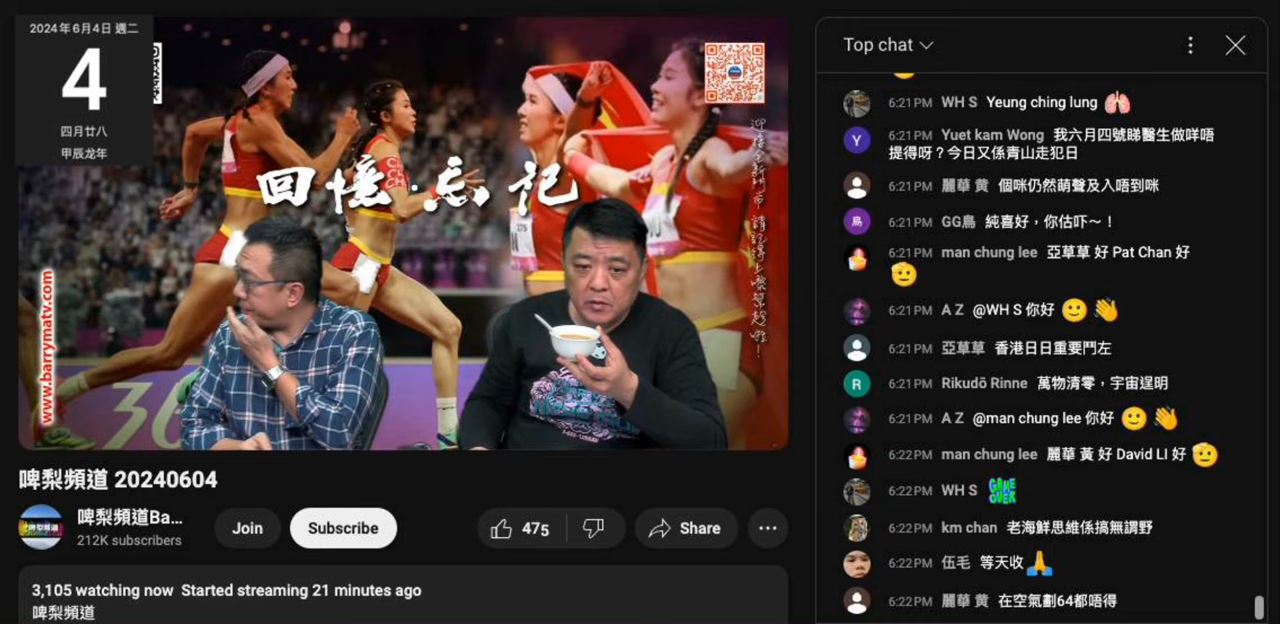 2024年6月4日 週二
4
四月廿八
甲辰龙年
回憶·忘記
www.barrymatv.com
36
啤梨頻道 20240604
啤梨頻道Ba...
212K subscribers
Join
Subscribe
475
Share
3,105 watching now Started streaming 21 minutes ago
啤梨頻道
Top chat
6:21 PM WH S Yeung ching lung 🫁
6:21 PM Yuet kam Wong 我六月四號睇醫生做咩唔
提得呀？今日又係青山走犯日
6:21 PM 麗華 黄 個咪仍然萌聲及入唔到咪
6:21 PM GG鳥 純喜好，你估吓～！
6:21 PM man chung lee 亞草草 好 Pat Chan 好
🫡
6:21 PM A Z @WH S 你好 🙂 👋
6:21 PM 亞草草 香港日日重要鬥左
6:21 PM Rikudō Rinne 萬物清零，宇宙逞明
6:21 PM A Z @man chung lee 你好 🙂 👋
6:22 PM man chung lee 麗華 黃 好 David LI 好 🫡
6:22 PM WH S GAME OVER
6:22 PM km chan 老海鮮思維係搞無謂野
6:22 PM 伍毛 等天收🙏
6:22 PM 麗華 黄 在空氣劃64都唔得